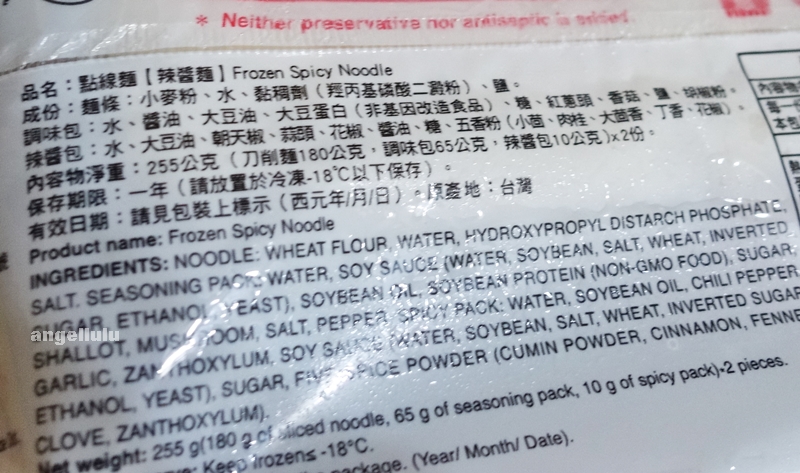 * Neither preservative nor antiseptic is added.
品名：點線麵【辣醬麵】Frozen Spicy Noodle
成份：麵條：小麥粉、水、黏稠劑（羥丙基磷酸二澱粉）、鹽。
調味包：水、醬油、大豆油、大豆蛋白（非基因改造食品）、糖、紅蔥頭、香菇、鹽、胡椒粉。
辣醬包：水、大豆油、朝天椒、蒜頭、花椒、醬油、糖、五香粉（小茴、肉桂、大茴香、丁香、花椒）。
內容物淨重：255公克（刀削麵180公克，調味包65公克，辣醬包10公克）x2份。
保存期限：一年（請放置於冷凍-18℃以下保存）。
有效日期：請見包裝上標示（西元年/月/日）。原產地：台灣
Product name: Frozen Spicy Noodle
INGREDIENTS: NOODLE: WHEAT FLOUR, WATER, HYDROXYPROPYL DISTARCH PHOSPHATE,
SALT. SEASONING PACK: WATER, SOY SAUCE (WATER, SOYBEAN, SALT, WHEAT, INVERTED
SUGAR, ETHANOL, YEAST), SOYBEAN OIL, SOYBEAN PROTEIN (NON-GMO FOOD), SUGAR,
SHALLOT, MUSHROOM, SALT, PEPPER. SPICY PACK: WATER, SOYBEAN OIL, CHILI PEPPER,
GARLIC, ZANTHOXYLUM, SOY SAUCE (WATER, SOYBEAN, SALT, WHEAT, INVERTED SUGAR
ETHANOL, YEAST), SUGAR, FIVE SPICE POWDER (CUMIN POWDER, CINNAMON, FENNE
CLOVE, ZANTHOXYLUM).
Net weight: 255 g(180 g of sliced noodle, 65 g of seasoning pack, 10 g of spicy pack)*2 pieces.
Keep frozen≤ -18°C.
package. (Year/ Month/ Date).
angellulu